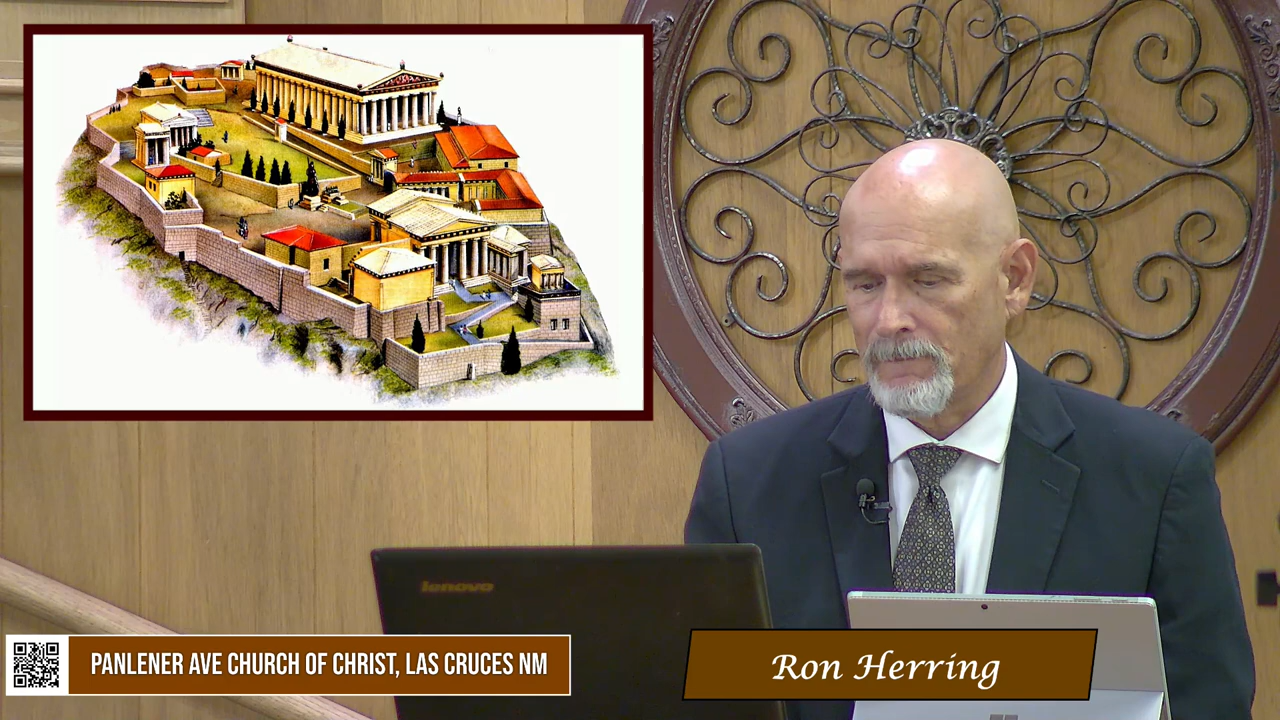 lenovo
PANLENER AVE CHURCH OF CHRIST, LAS CRUCES NM
Ron Herring